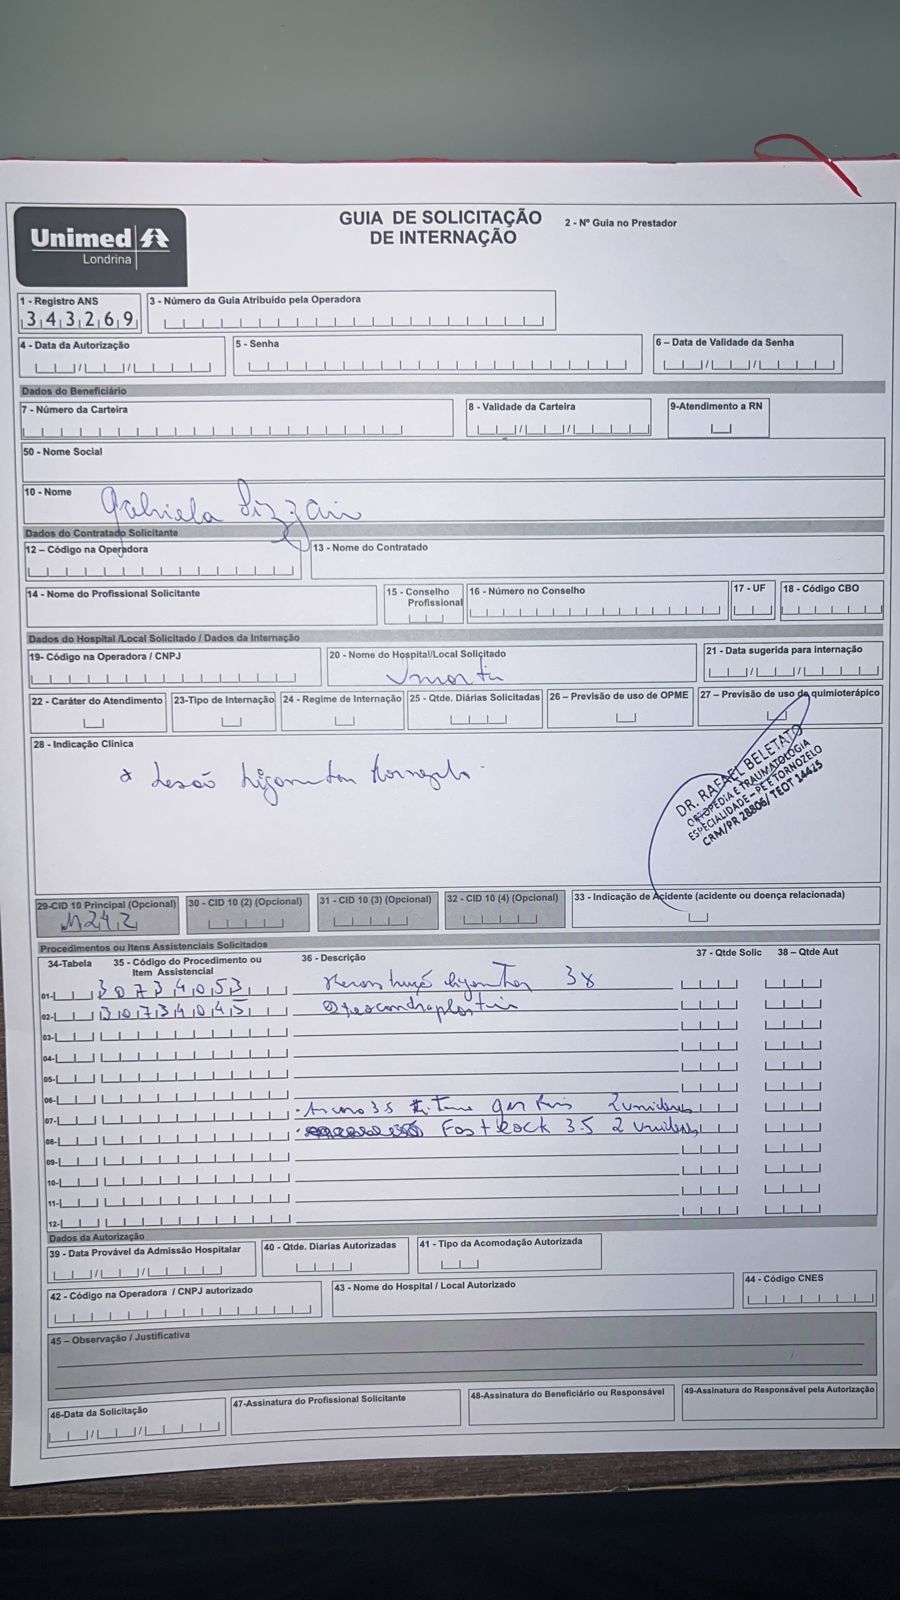 Unimed
Londrina
GUIA DE SOLICITAÇÃO
DE INTERNAÇÃO
2 - Nº Guia no Prestador
1 - Registro ANS
343269
3 - Número da Guia Atribuído pela Operadora
4 - Data da Autorização
5 - Senha
6 – Data de Validade da Senha
Dados do Beneficiário
7 - Número da Carteira
8 - Validade da Carteira
9-Atendimento a RN
50 - Nome Social
10 - Nome
Gabriela
Dados do Contratado Solicitante
12 – Código na Operadora
13 - Nome do Contratado
14 - Nome do Profissional Solicitante
15 - Conselho
Profissional
16 - Número no Conselho
17 - UF
18 - Código CBO
Dados do Hospital /Local Solicitado / Dados da Internação
19- Código na Operadora / CNPJ
20 - Nome do Hospital/Local Solicitado
21 - Data sugerida para internação
22 - Caráter do Atendimento
23-Tipo de Internação
24 - Regime de Internação
25 - Qtde. Diárias Solicitadas
26 – Previsão de uso de OPME
27 – Previsão de uso de quimioterápico
28 - Indicação Clínica
* Lesão
DR. RAFAEL BELETATO
ORTOPEDIA E TRAUMATOLOGIA
ESPECIALIDADE – PÉ E TORNOZELO
CRM/PR 28806/ TEOT 14425
29-CID 10 Principal (Opcional)
M24,2
30 - CID 10 (2) (Opcional)
31 - CID 10 (3) (Opcional)
32 - CID 10 (4) (Opcional)
33 - Indicação de Acidente (acidente ou doença relacionada)
Procedimentos ou Itens Assistenciais Solicitados
34-Tabela
35 - Código do Procedimento ou
Item Assistencial
36 - Descrição
37 - Qtde Solic
38 – Qtde Aut
01- 30734053 3x
02- 30734045
03-
04-
05-
06-
07- 3.5 2
08- Fastlock 3.5 2
09-
10-
11-
12-
Dados da Autorização
39 - Data Provável da Admissão Hospitalar
40 - Qtde. Diarias Autorizadas
41 - Tipo da Acomodação Autorizada
42 - Código na Operadora / CNPJ autorizado
43 - Nome do Hospital / Local Autorizado
44 - Código CNES
45 – Observação / Justificativa
46-Data da Solicitação
47-Assinatura do Profissional Solicitante
48-Assinatura do Beneficiário ou Responsável
49-Assinatura do Responsável pela Autorização